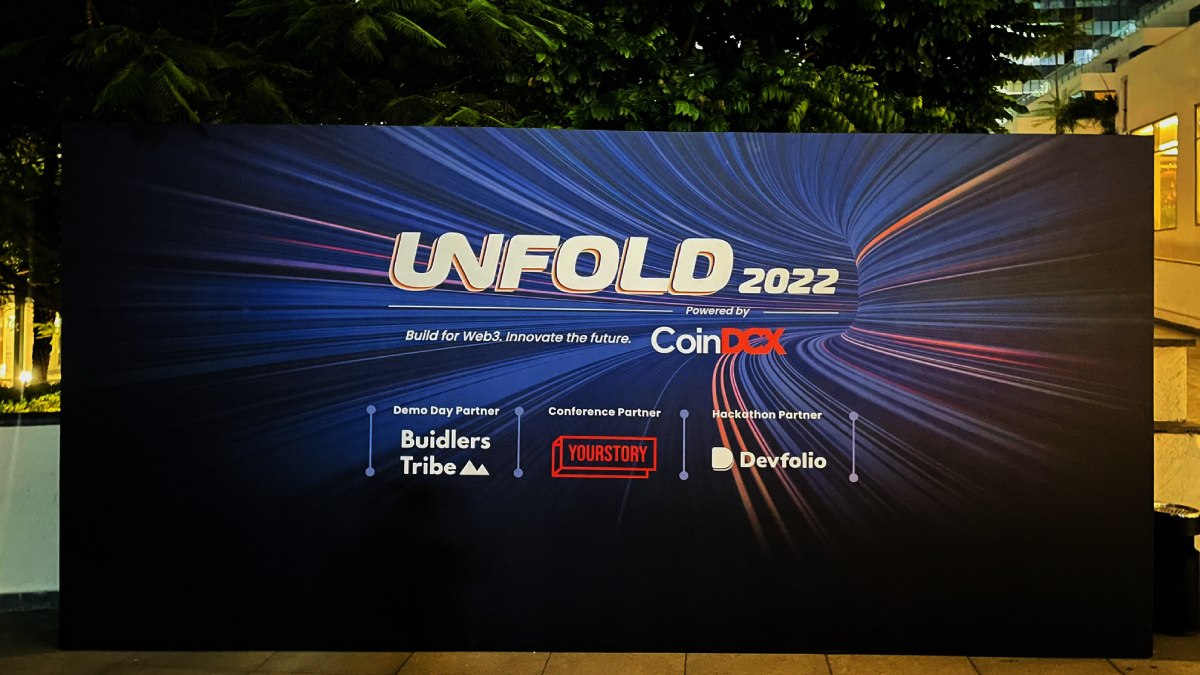 UNFOLD 2022
Powered by
Build for Web3. Innovate the future.
CoinDCX
Demo Day Partner
Buidlers
Tribe
Conference Partner
YOURSTORY
Hackathon Partner
Devfolio